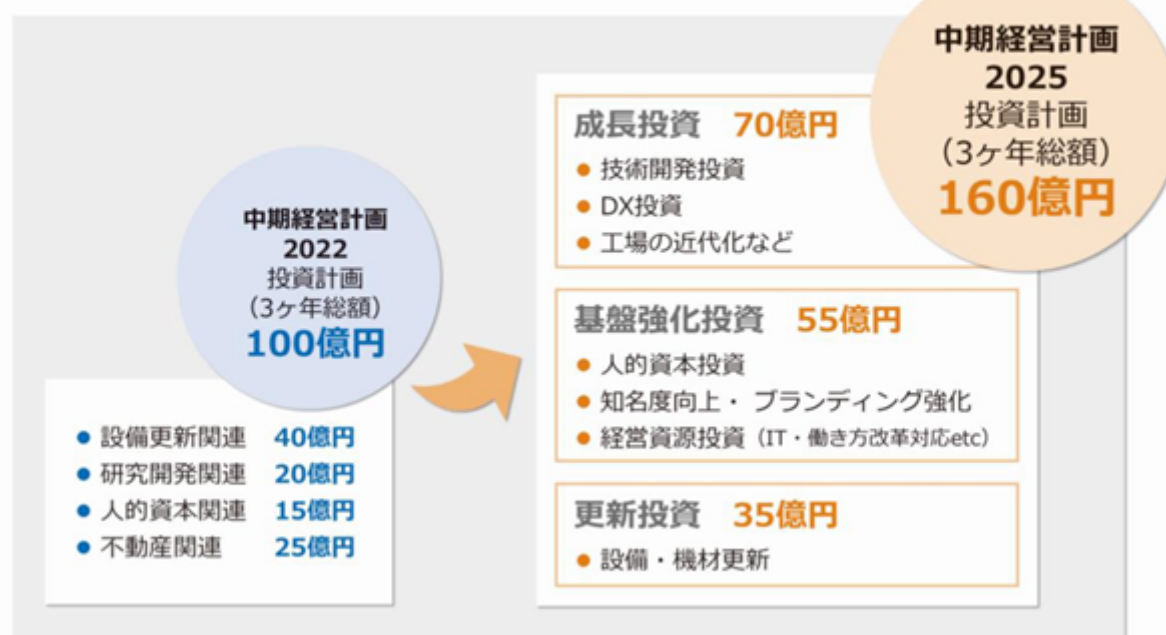 中期経営計画
2022
投資計画
（3ヶ年総額）
100億円
● 設備更新関連 40億円
● 研究開発関連 20億円
● 人的資本関連 15億円
● 不動産関連 25億円
中期経営計画
2025
投資計画
（3ヶ年総額）
160億円
成長投資 70億円
● 技術開発投資
● DX投資
● 工場の近代化など
基盤強化投資 55億円
● 人的資本投資
● 知名度向上・ ブランディング強化
● 経営資源投資（IT・働き方改革対応etc）
更新投資 35億円
● 設備・機材更新